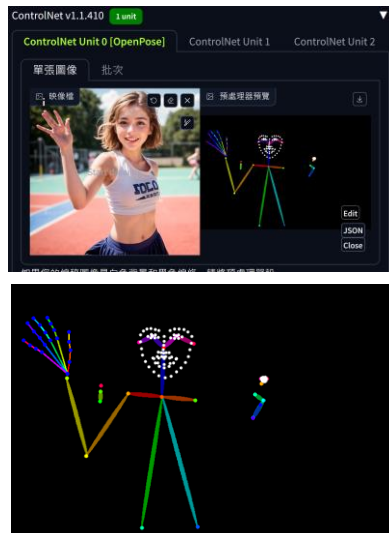 ControlNet v1.1.410 1 unit
ControlNet Unit 0 [OpenPose] ControlNet Unit 1 ControlNet Unit 2
單張圖像 批次
映像檔
預處理器預覽
Edit
JSON
Close